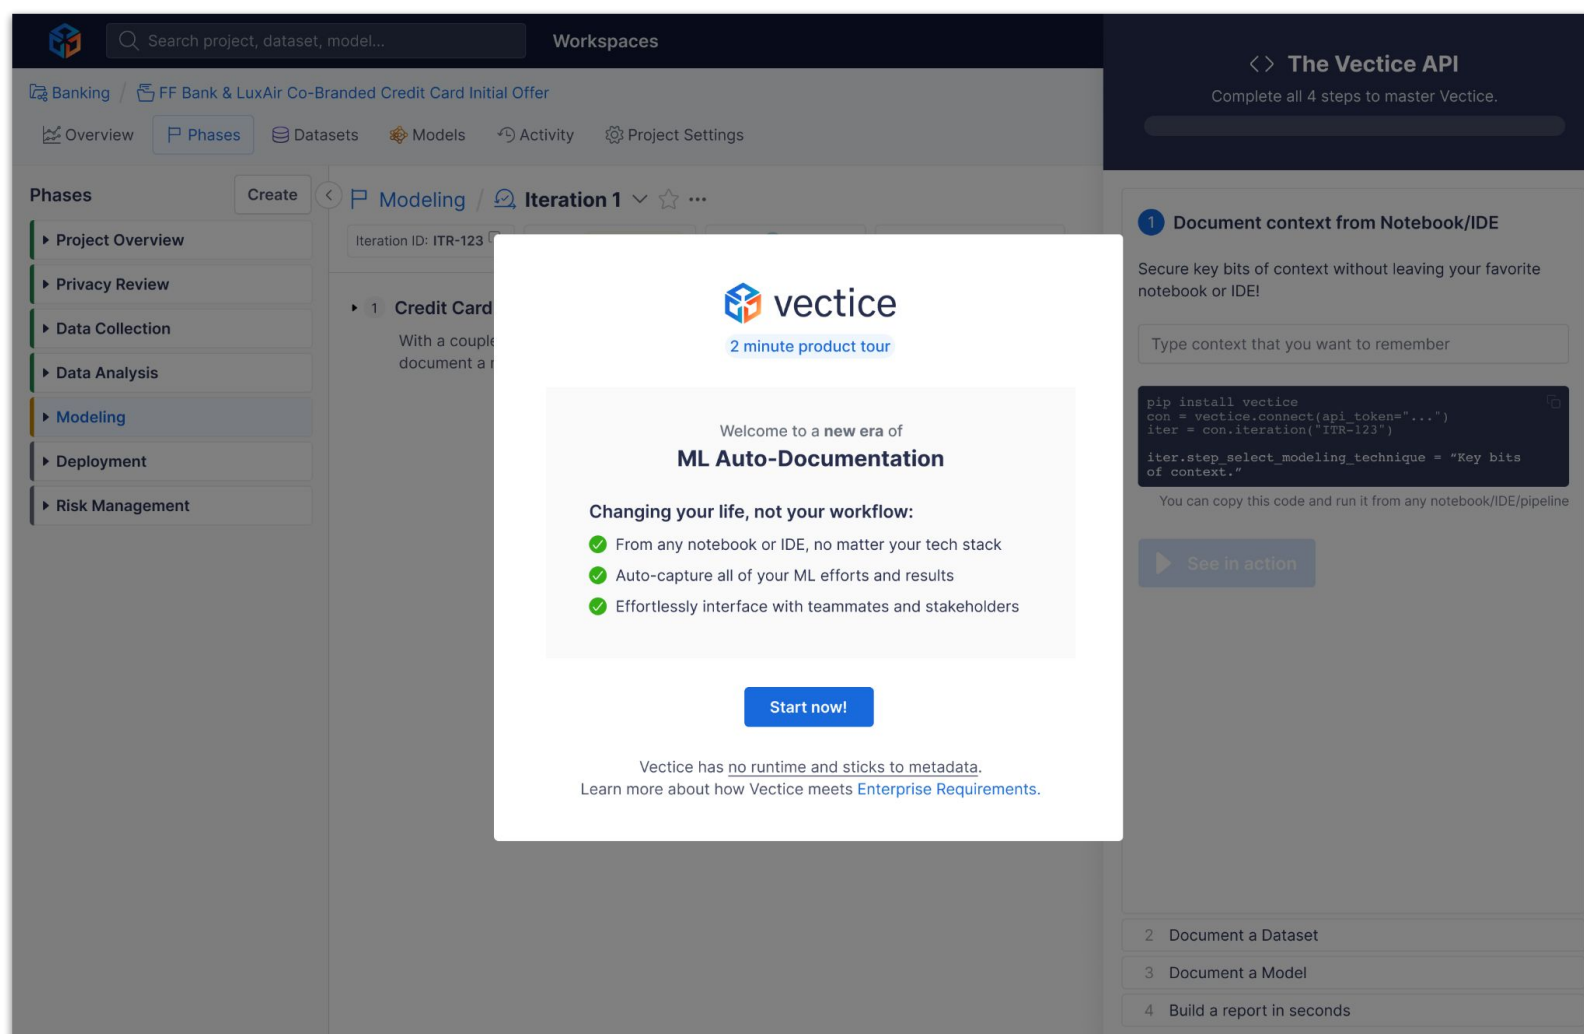 Search project, dataset, model...
Workspaces
Banking / FF Bank & LuxAir Co-Branded Credit Card Initial Offer
Overview
Phases
Datasets
Models
Activity
Project Settings
Phases
Create
Project Overview
Privacy Review
Data Collection
Data Analysis
Modeling
Deployment
Risk Management
Modeling / Iteration 1
Iteration ID: ITR-123
1 Credit Card
With a couple
document a
vectice
2 minute product tour
Welcome to a new era of
ML Auto-Documentation
Changing your life, not your workflow:
From any notebook or IDE, no matter your tech stack
Auto-capture all of your ML efforts and results
Effortlessly interface with teammates and stakeholders
Start now!
Vectice has no runtime and sticks to metadata.
Learn more about how Vectice meets Enterprise Requirements.
<> The Vectice API
Complete all 4 steps to master Vectice.
1 Document context from Notebook/IDE
Secure key bits of context without leaving your favorite
notebook or IDE!
Type context that you want to remember
pip install vectice
con = vectice.connect(api_token="...")
iter = con.iteration("ITR-123")
iter.step_select_modeling_technique = “Key bits
of context.”
You can copy this code and run it from any notebook/IDE/pipeline
See in action
2 Document a Dataset
3 Document a Model
4 Build a report in seconds